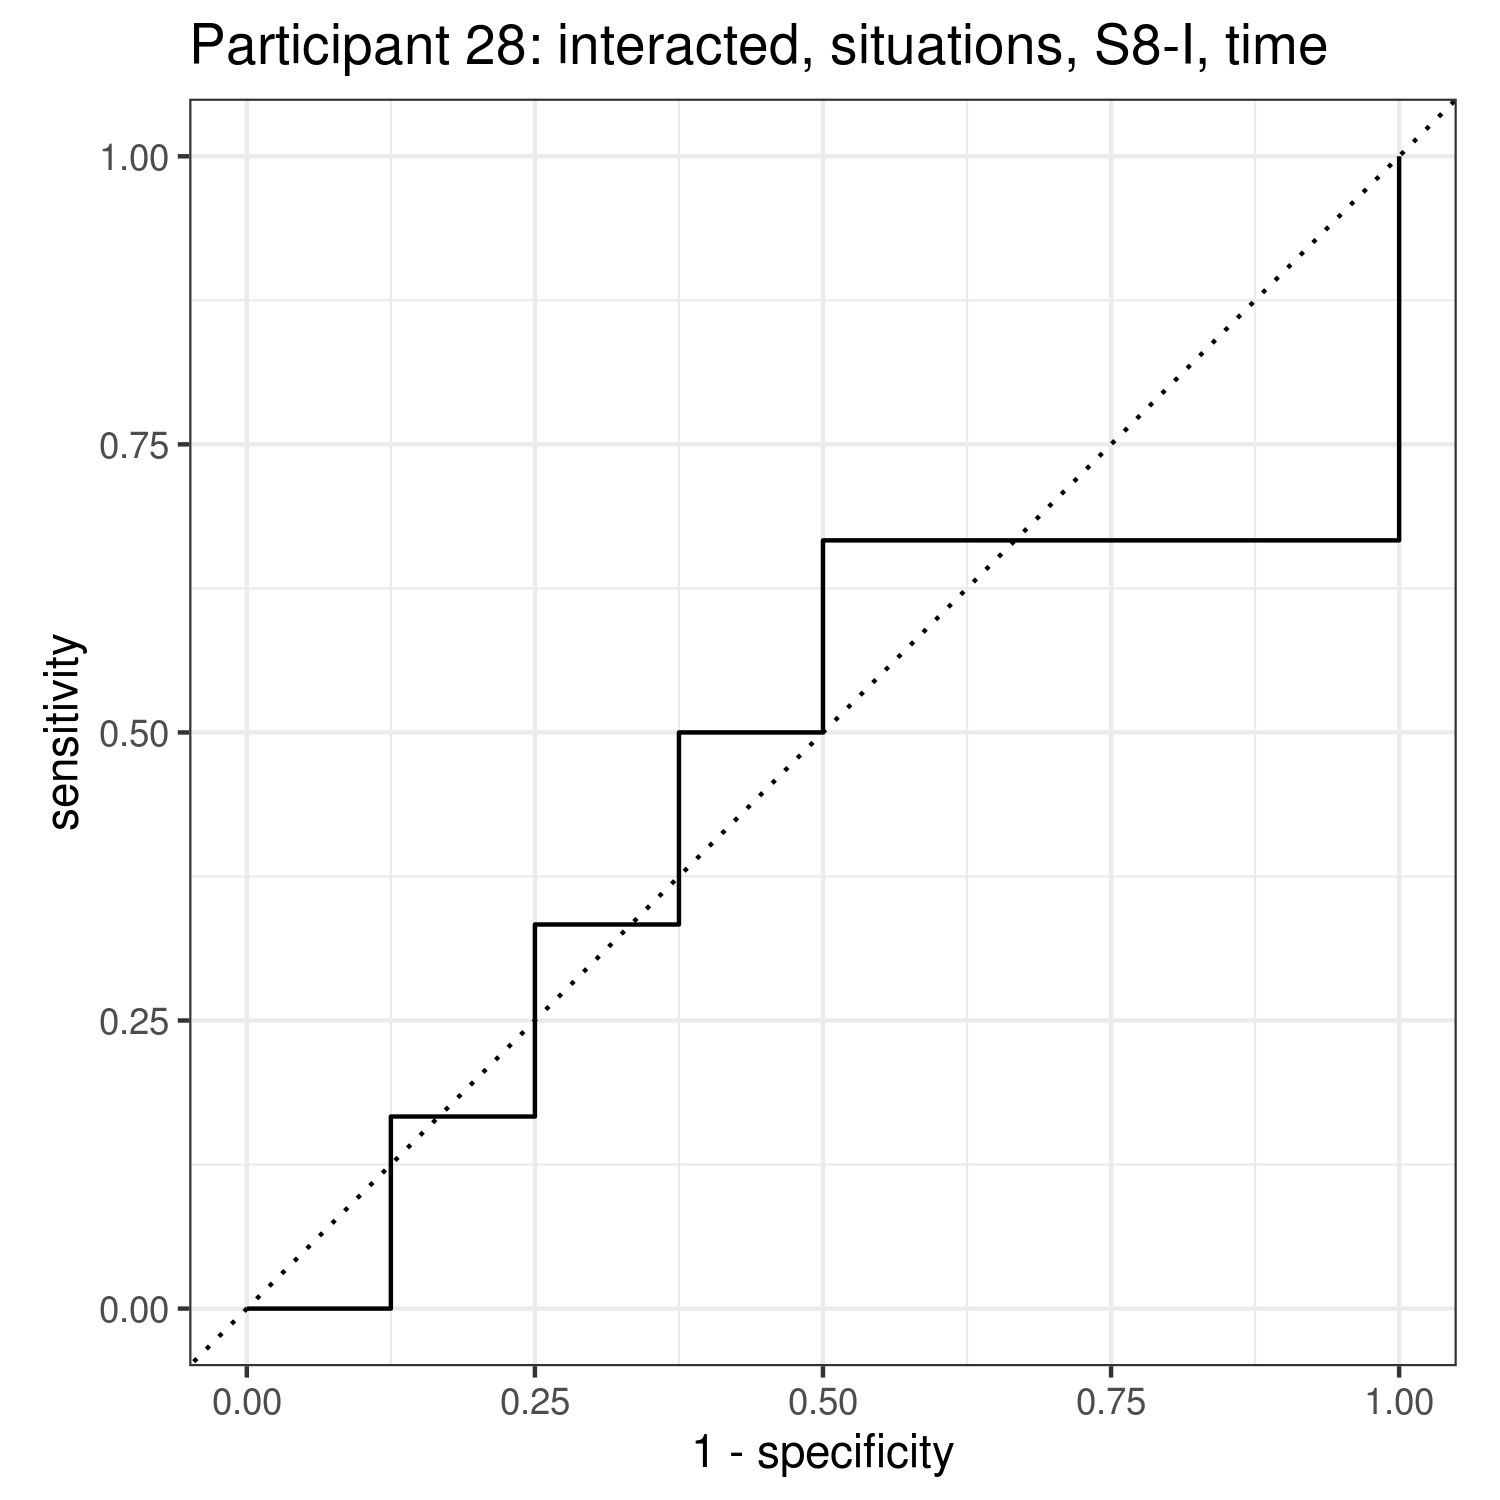 Participant 28: interacted, situations, S8-I, time
1.00
0.75
0.50
0.25
0.00
sensitivity
0.00 0.25 0.50 0.75 1.00
1 - specificity